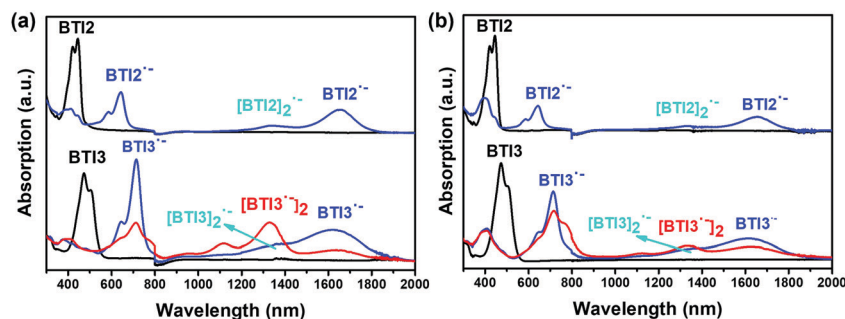 (a)
BTI2
BTI2·-
[BTI2]₂·-
BTI2·-
BTI3
BTI3·-
[BTI3]₂·-
[BTI3·-]₂
BTI3·-
Absorption (a.u.)
400 600 800 1000 1200 1400 1600 1800 2000
Wavelength (nm)
(b)
BTI2
BTI2·-
[BTI2]₂·-
BTI2·-
BTI3
BTI3·-
[BTI3]₂·-
[BTI3·-]₂
BTI3·-
Absorption (a.u.)
400 600 800 1000 1200 1400 1600 1800 2000
Wavelength (nm)